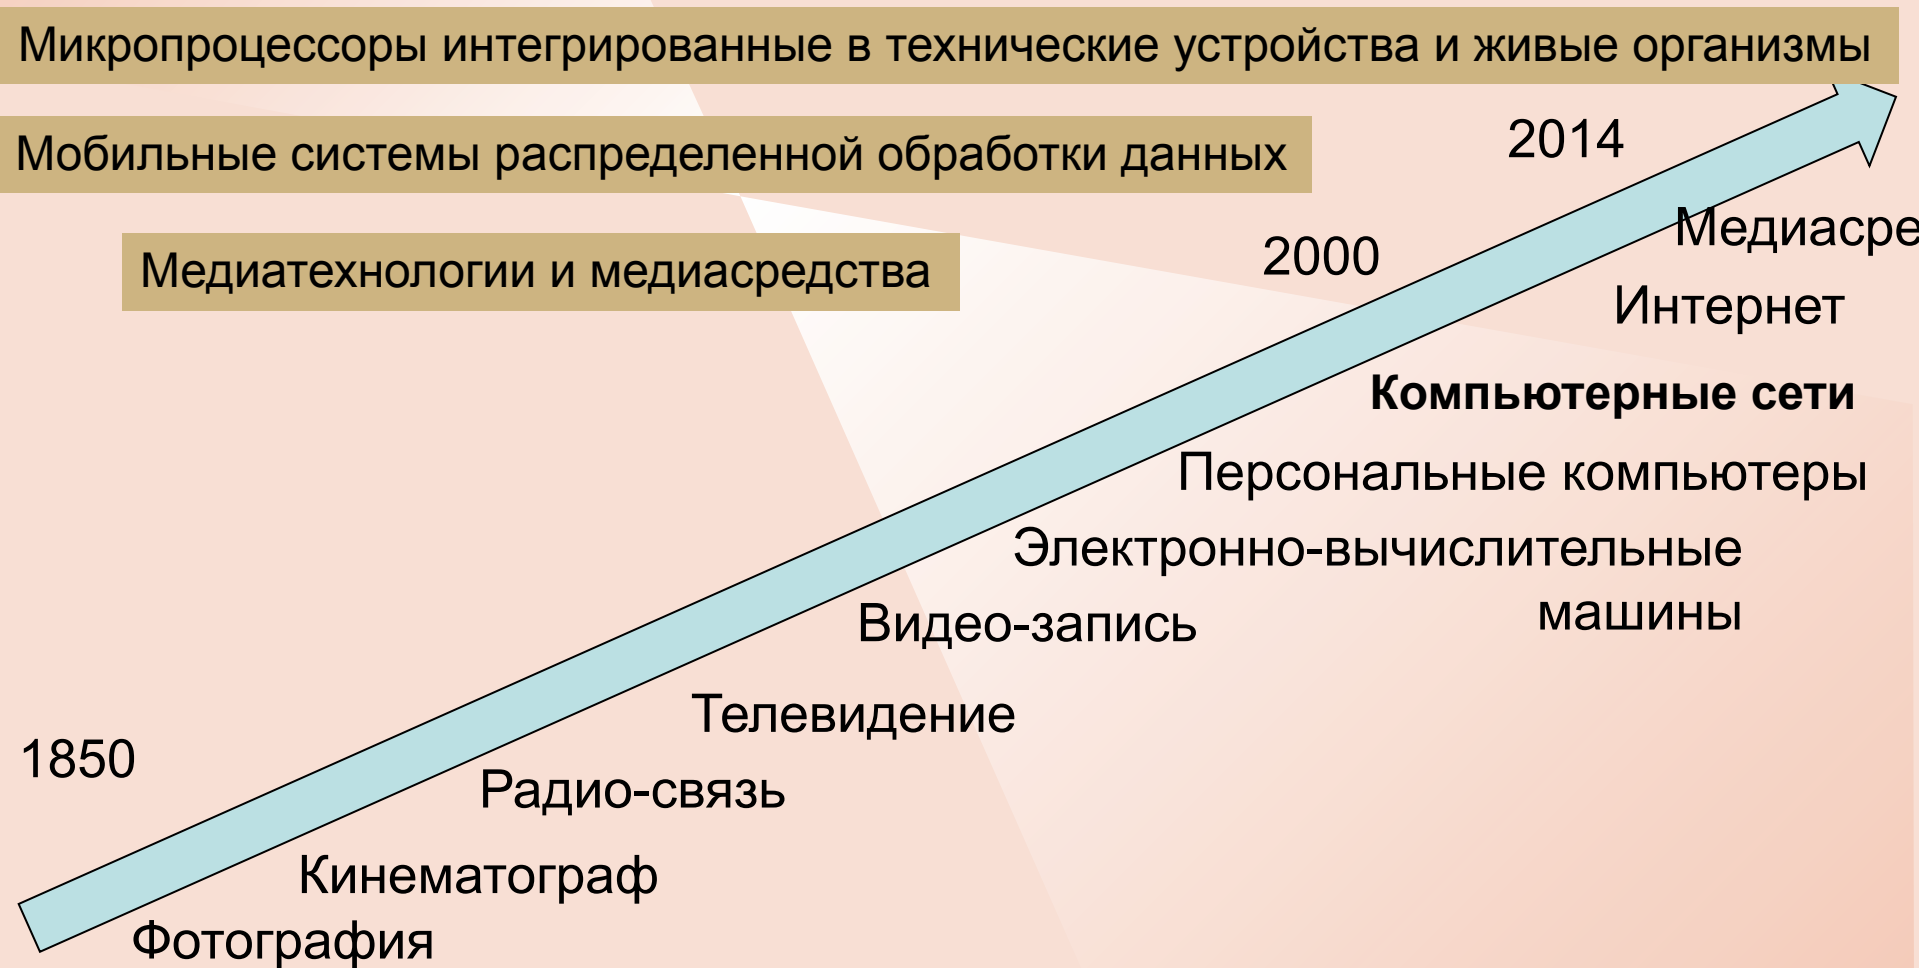 Микропроцессоры интегрированные в технические устройства и живые организмы
Мобильные системы распределенной обработки данных
2014
Медиатехнологии и медиасредства
2000
Медиасре
Интернет
Компьютерные сети
Персональные компьютеры
Электронно-вычислительные
машины
Видео-запись
Телевидение
1850
Радио-связь
Кинематограф
Фотография